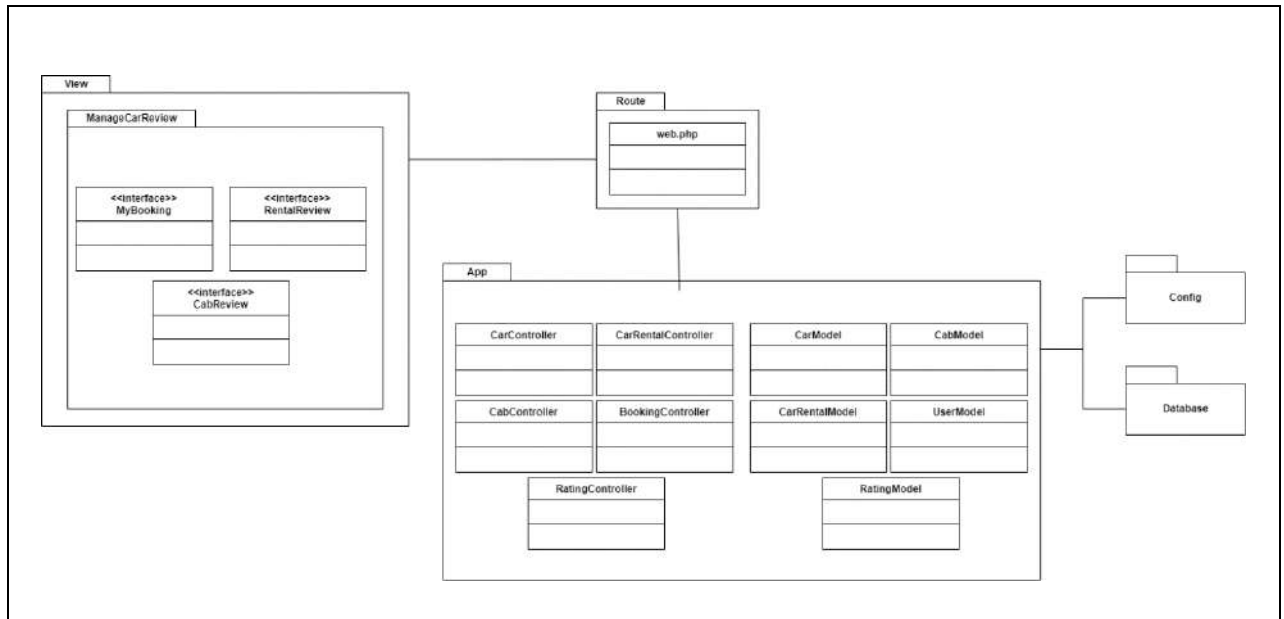 View
ManageCarReview
<<interface>>
MyBooking
<<interface>>
RentalReview
<<interface>>
CabReview
Route
web.php
App
CarController
CarRentalController
CarModel
CabModel
CabController
BookingController
CarRentalModel
UserModel
RatingController
RatingModel
Config
Database